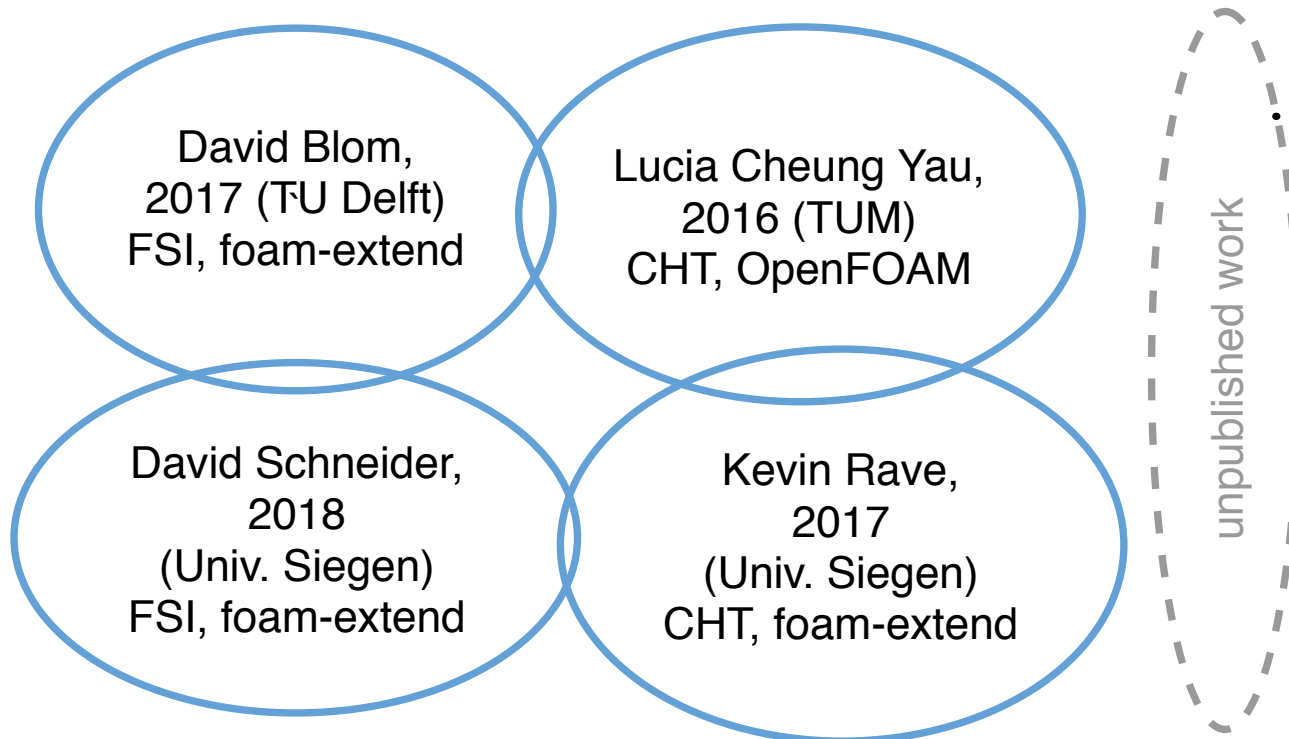 David Blom,
2017 (TU Delft)
FSI, foam-extend
Lucia Cheung Yau,
2016 (TUM)
CHT, OpenFOAM
David Schneider,
2018
(Univ. Siegen)
FSI, foam-extend
Kevin Rave,
2017
(Univ. Siegen)
CHT, foam-extend
unpublished work